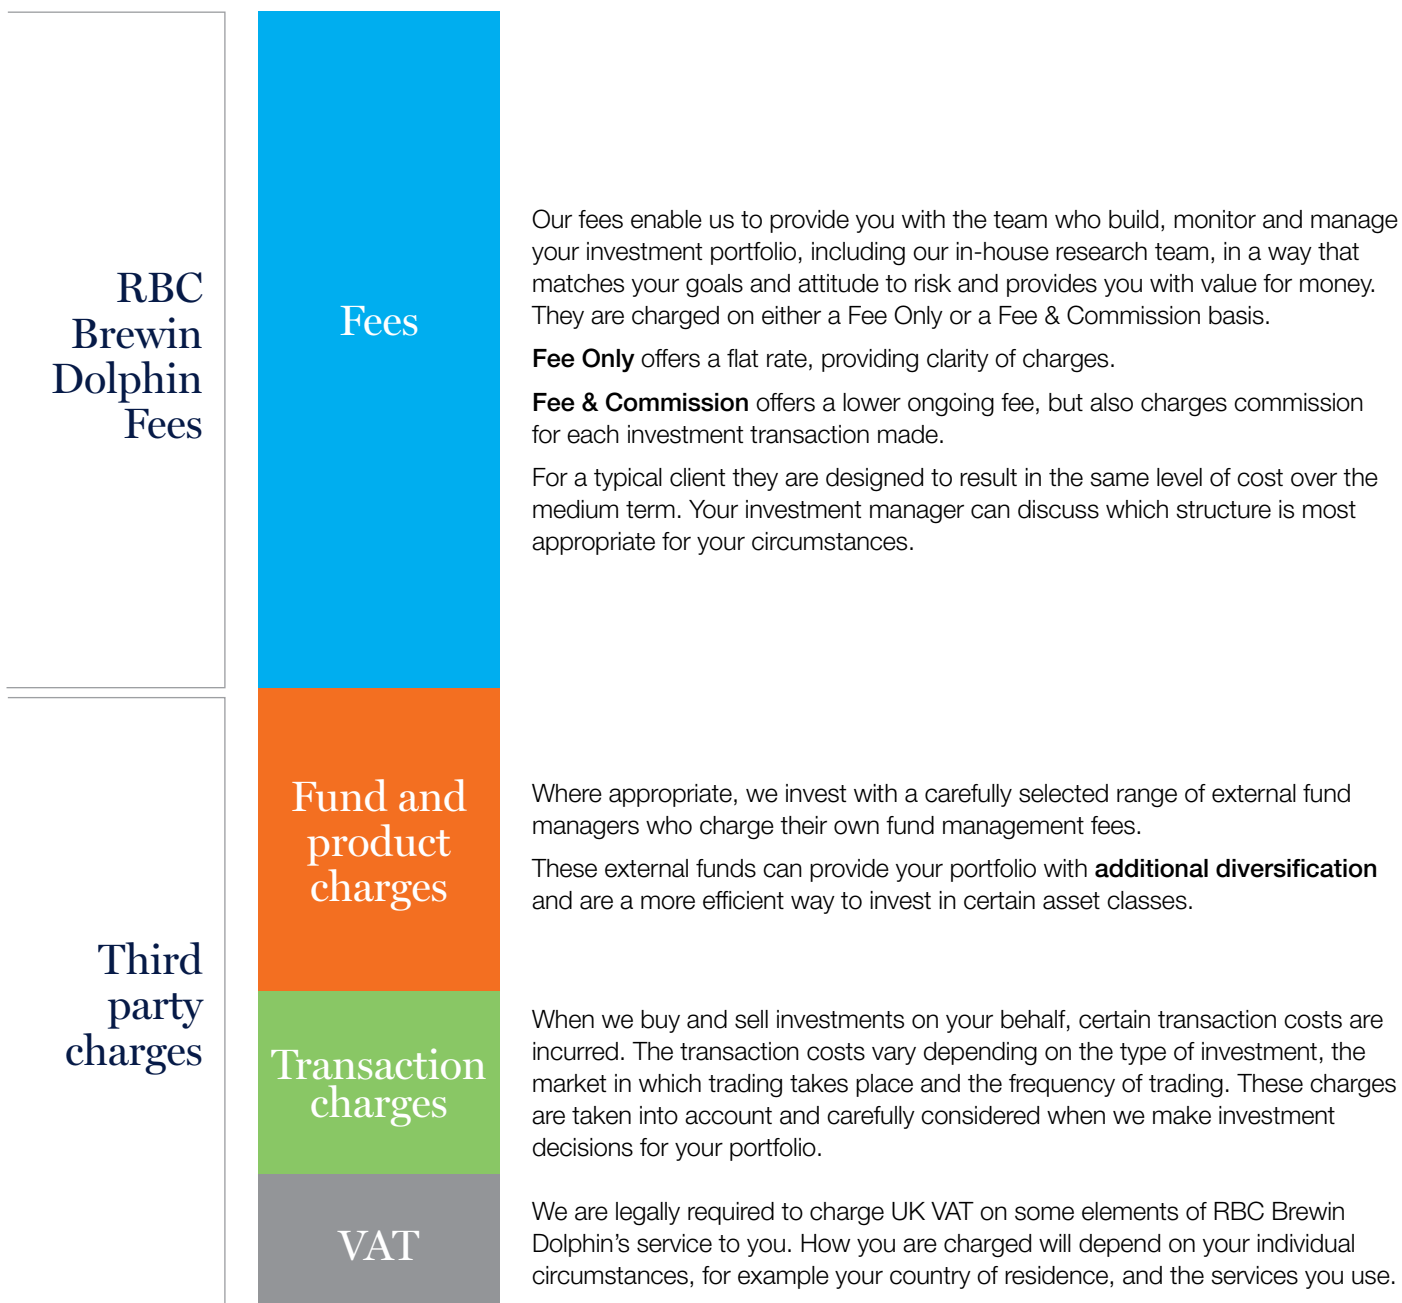 RBC
Brewin
Dolphin
Fees
Fees
Our fees enable us to provide you with the team who build, monitor and manage
your investment portfolio, including our in-house research team, in a way that
matches your goals and attitude to risk and provides you with value for money.
They are charged on either a Fee Only or a Fee & Commission basis.
Fee Only offers a flat rate, providing clarity of charges.
Fee & Commission offers a lower ongoing fee, but also charges commission
for each investment transaction made.
For a typical client they are designed to result in the same level of cost over the
medium term. Your investment manager can discuss which structure is most
appropriate for your circumstances.
Third
party
charges
Fund and
product
charges
Where appropriate, we invest with a carefully selected range of external fund
managers who charge their own fund management fees.
These external funds can provide your portfolio with additional diversification
and are a more efficient way to invest in certain asset classes.
Transaction
charges
When we buy and sell investments on your behalf, certain transaction costs are
incurred. The transaction costs vary depending on the type of investment, the
market in which trading takes place and the frequency of trading. These charges
are taken into account and carefully considered when we make investment
decisions for your portfolio.
VAT
We are legally required to charge UK VAT on some elements of RBC Brewin
Dolphin’s service to you. How you are charged will depend on your individual
circumstances, for example your country of residence, and the services you use.